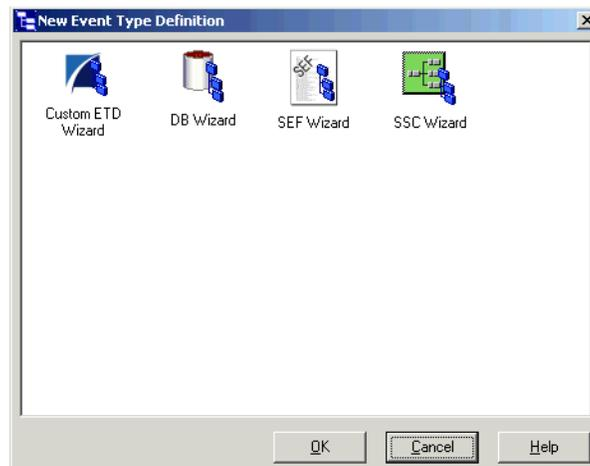 New Event Type Definition
Custom ETD
Wizard
DB Wizard
SEF
SEF Wizard
SSC Wizard
OK
Cancel
Help